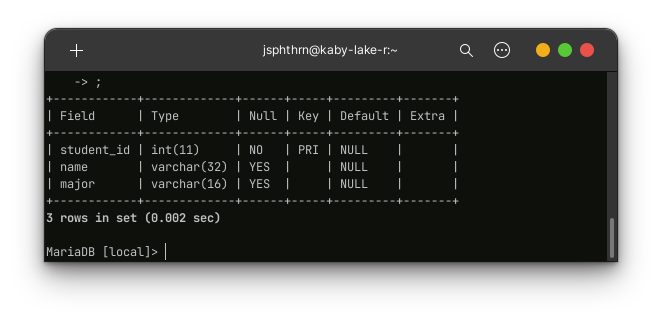 jsphthrn@kaby-lake-r:~
    -> ;
+------------+-------------+------+-----+---------+-------+
| Field      | Type        | Null | Key | Default | Extra |
+------------+-------------+------+-----+---------+-------+
| student_id | int(11)     | NO   | PRI | NULL    |       |
| name       | varchar(32) | YES  |     | NULL    |       |
| major      | varchar(16) | YES  |     | NULL    |       |
+------------+-------------+------+-----+---------+-------+
3 rows in set (0.002 sec)
MariaDB [local]>